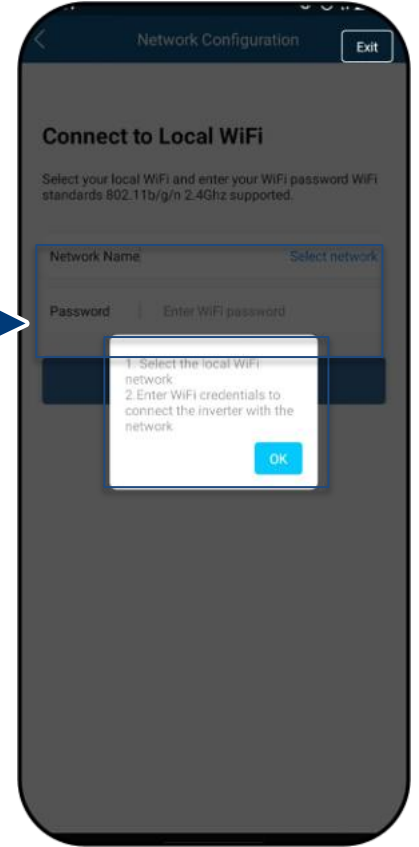 Network Configuration
Exit
Connect to Local WiFi
Select your local WiFi and enter your WiFi password WiFi
standards 802.11b/g/n 2.4Ghz supported.
Network Name
Select network
Password
Enter WiFi password
1. Select the local WiFi
network
2.Enter WiFi credentials to
connect the inverter with the
network
OK